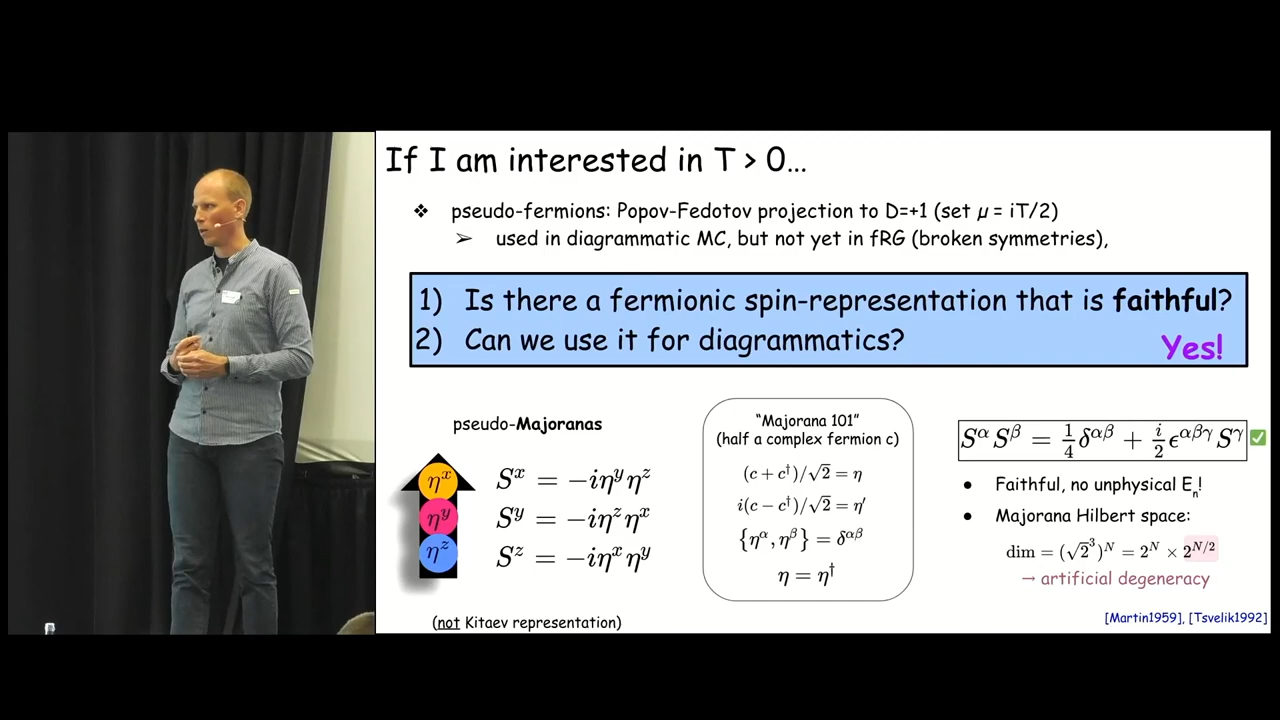 If I am interested in T > 0…
❖ pseudo-fermions: Popov-Fedotov projection to D=+1 (set μ = iT/2)
➢ used in diagrammatic MC, but not yet in fRG (broken symmetries),
1) Is there a fermionic spin-representation that is faithful?
2) Can we use it for diagrammatics?
Yes!
pseudo-Majoranas
η^x
η^y
η^z
S^x = −iη^yη^z
S^y = −iη^zη^x
S^z = −iη^xη^y
(not Kitaev representation)
“Majorana 101”
(half a complex fermion c)
(c + c†)/√2 = η
i(c − c†)/√2 = η′
{η^α, η^β} = δ^αβ
η = η†
S^αS^β = 1/4 δ^αβ + i/2 ϵ^αβγ S^γ ✅
● Faithful, no unphysical E_n!
● Majorana Hilbert space:
dim = (√2^3)^N = 2^N × 2^N/2
→ artificial degeneracy
[Martin1959], [Tsvelik1992]